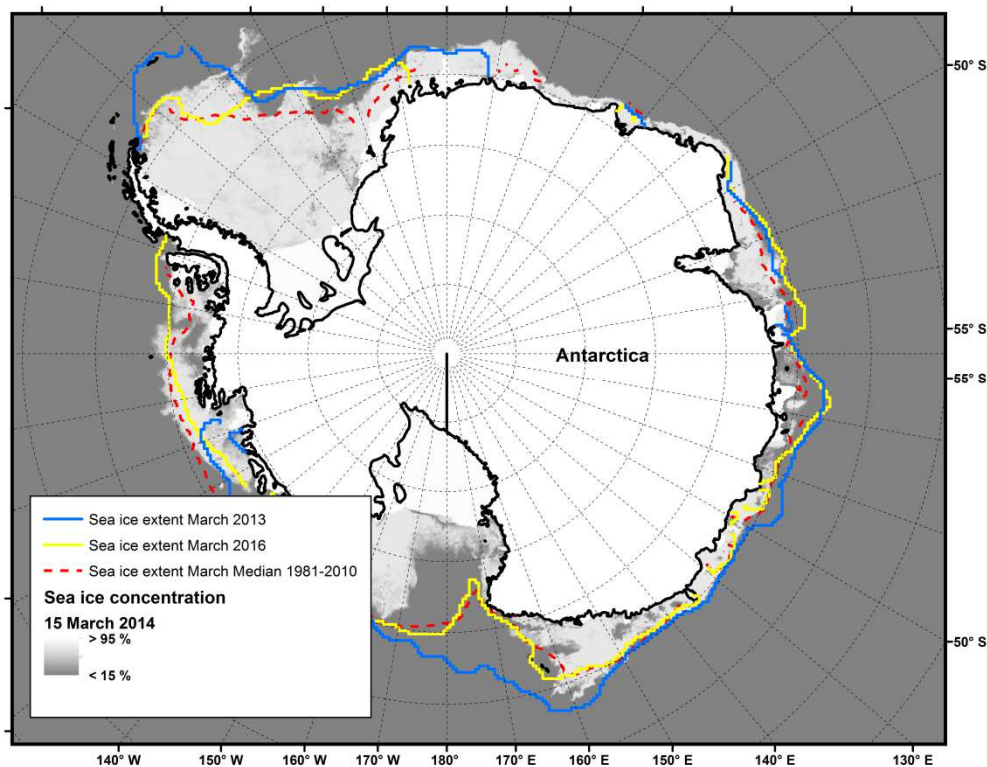 50° S
Antarctica
55° S
55° S
Sea ice extent March 2013
Sea ice extent March 2016
Sea ice extent March Median 1981-2010
Sea ice concentration
15 March 2014
> 95 %
< 15 %
50° S
140° W
150° W
160° W
170° W
180° W
170° E
160° E
150° E
140° E
130° E